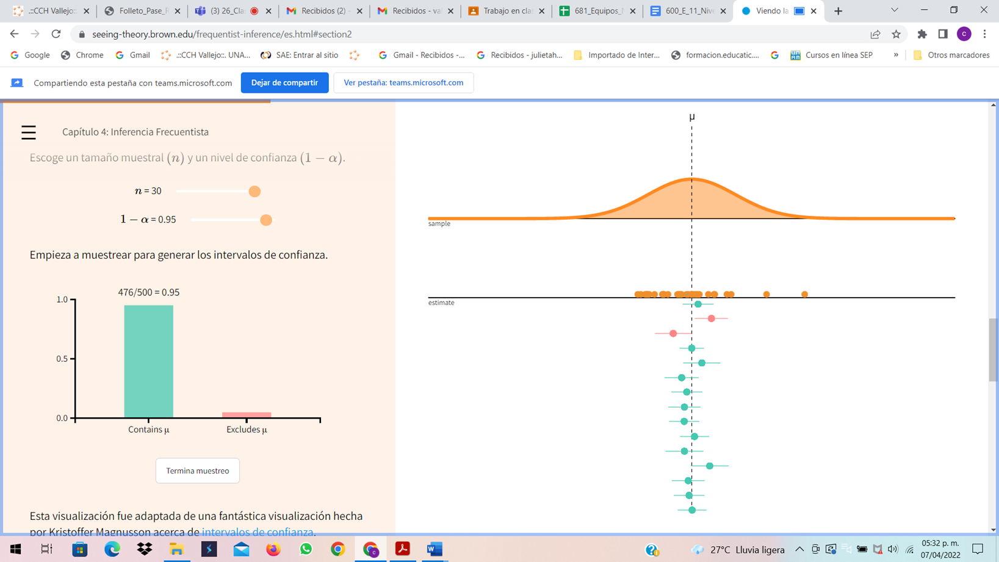 .::CCH Vallejo::
Folleto_Pase_R
(3) 26_Cla
Recibidos (2) -
Recibidos - val
Trabajo en clas
681_Equipos_N
600_E_11_Nive
Viendo la
seeing-theory.brown.edu/frequentist-inference/es.html#section2
c
Google
Chrome
Gmail
.::CCH Vallejo::. UNA...
SAE: Entrar al sitio
Gmail - Recibidos -...
Recibidos - julietah...
Importado de Inter...
formacion.educatic....
Cursos en línea SEP
»
Otros marcadores
Compartiendo esta pestaña con teams.microsoft.com
Dejar de compartir
Ver pestaña: teams.microsoft.com
Capítulo 4: Inferencia Frecuentista
Escoge un tamaño muestral (n) y un nivel de confianza (1 − α).
n = 30
1 − α = 0.95
Empieza a muestrear para generar los intervalos de confianza.
476/500 = 0.95
1.0
0.5
0.0
Contains μ
Excludes μ
Termina muestreo
Esta visualización fue adaptada de una fantástica visualización hecha
por Kristoffer Magnusson acerca de intervalos de confianza.
μ
sample
estimate
27°C Lluvia ligera
05:32 p. m.
07/04/2022